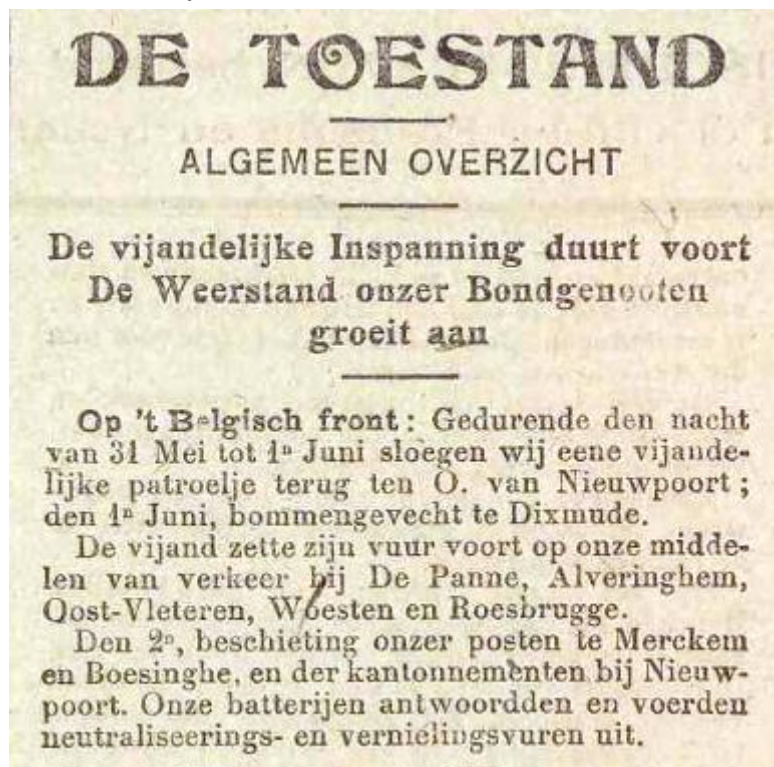 DE TOESTAND
ALGEMEEN OVERZICHT
De vijandelijke Inspanning duurt voort
De Weerstand onzer Bondgenooten
groeit aan
Op 't Belgisch front : Gedurende den nacht
van 31 Mei tot 1ⁿ Juni sloegen wij eene vijande-
lijke patroelje terug ten O. van Nieuwpoort ;
den 1ⁿ Juni, bommengevecht te Dixmude.
De vijand zette zijn vuur voort op onze midde-
len van verkeer bij De Panne, Alveringhem,
Oost-Vleteren, Woesten en Roesbrugge.
Den 2ⁿ, beschieting onzer posten te Merckem
en Boesinghe, en der kantonnementen bij Nieuw-
poort. Onze batterijen antwoordden en voerden
neutraliseerings- en vernielingsvuren uit.